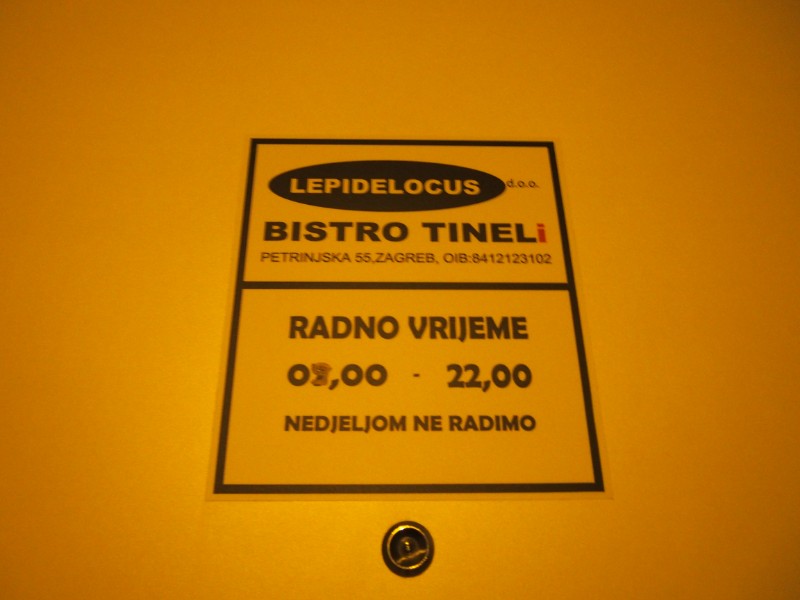 LEPIDELOCUS d.o.o.
BISTRO TINELi
PETRINJSKA 55,ZAGREB, OIB:8412123102
RADNO VRIJEME
- 22,00
NEDJELJOM NE RADIMO